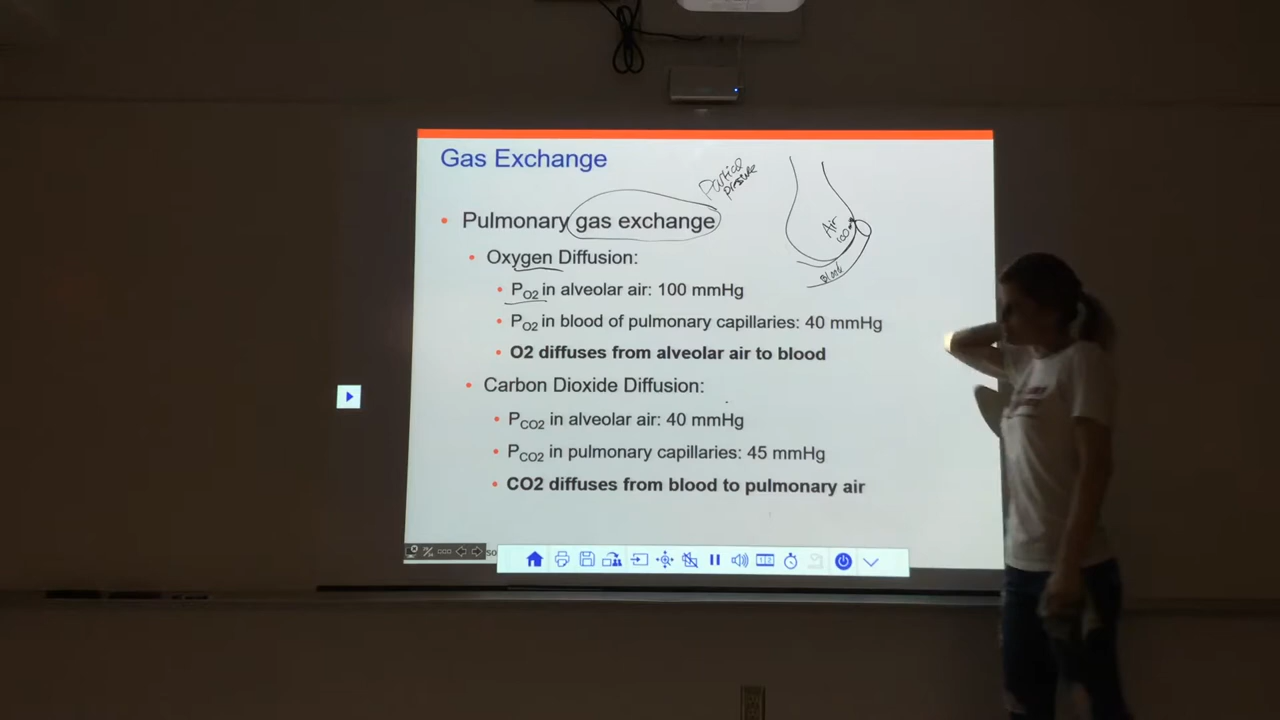 Gas Exchange
Partial
pressure
• Pulmonary gas exchange
Air
100
Blood
• Oxygen Diffusion:
• PO2 in alveolar air: 100 mmHg
• PO2 in blood of pulmonary capillaries: 40 mmHg
• O2 diffuses from alveolar air to blood
• Carbon Dioxide Diffusion:
• PCO2 in alveolar air: 40 mmHg
• PCO2 in pulmonary capillaries: 45 mmHg
• CO2 diffuses from blood to pulmonary air